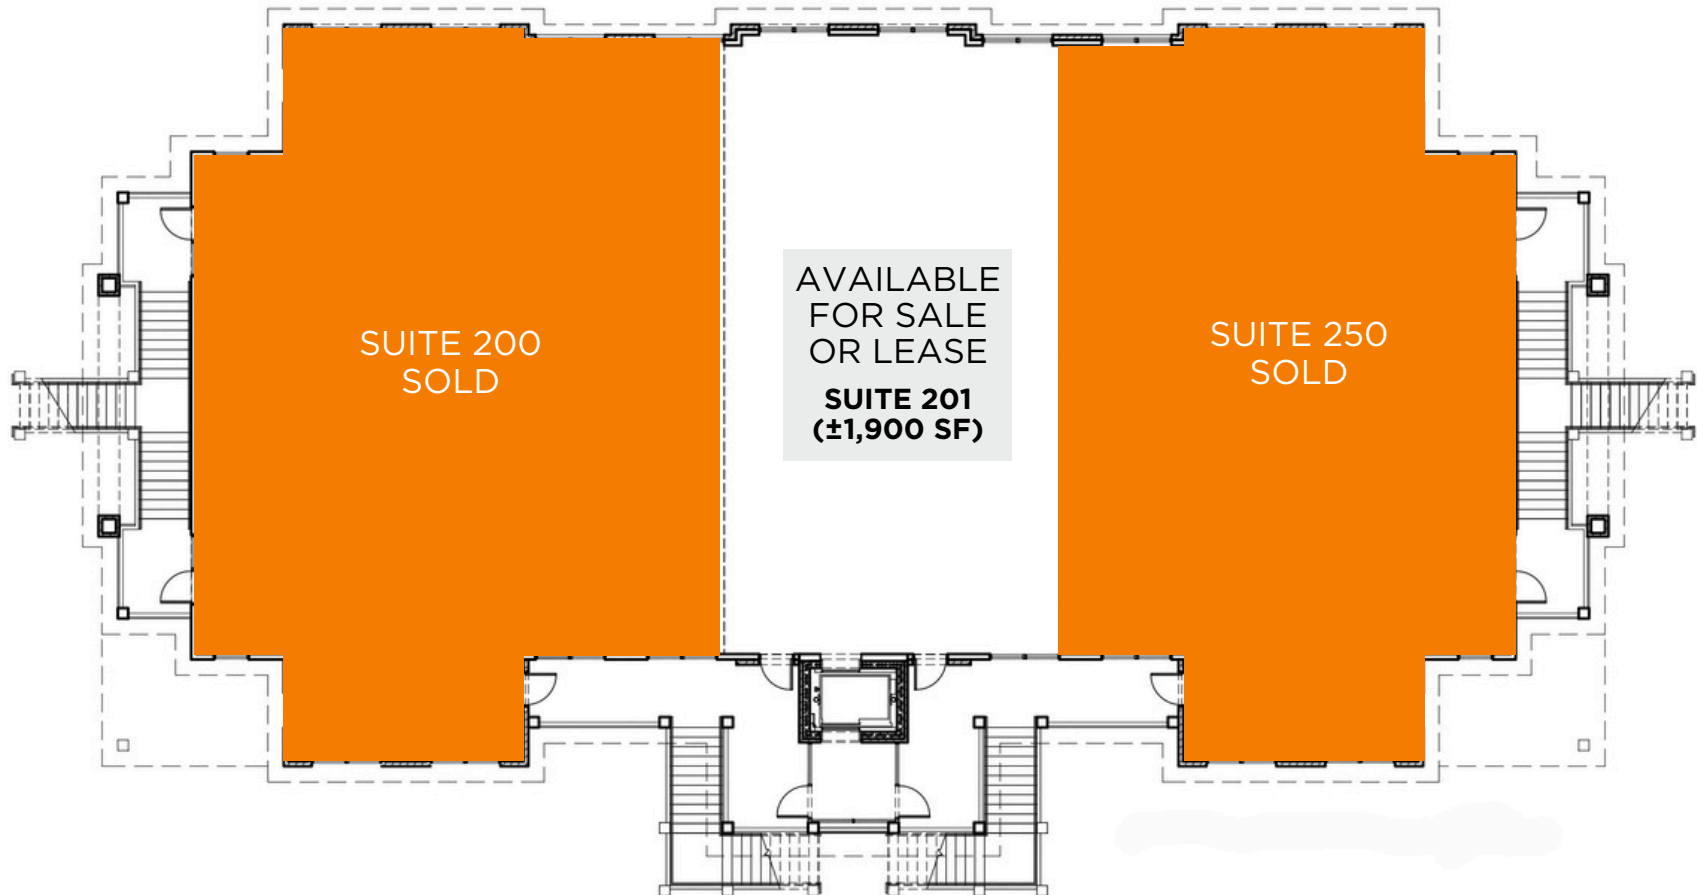 SUITE 200
SOLD
AVAILABLE
FOR SALE
OR LEASE
SUITE 201
(±1,900 SF)
SUITE 250
SOLD